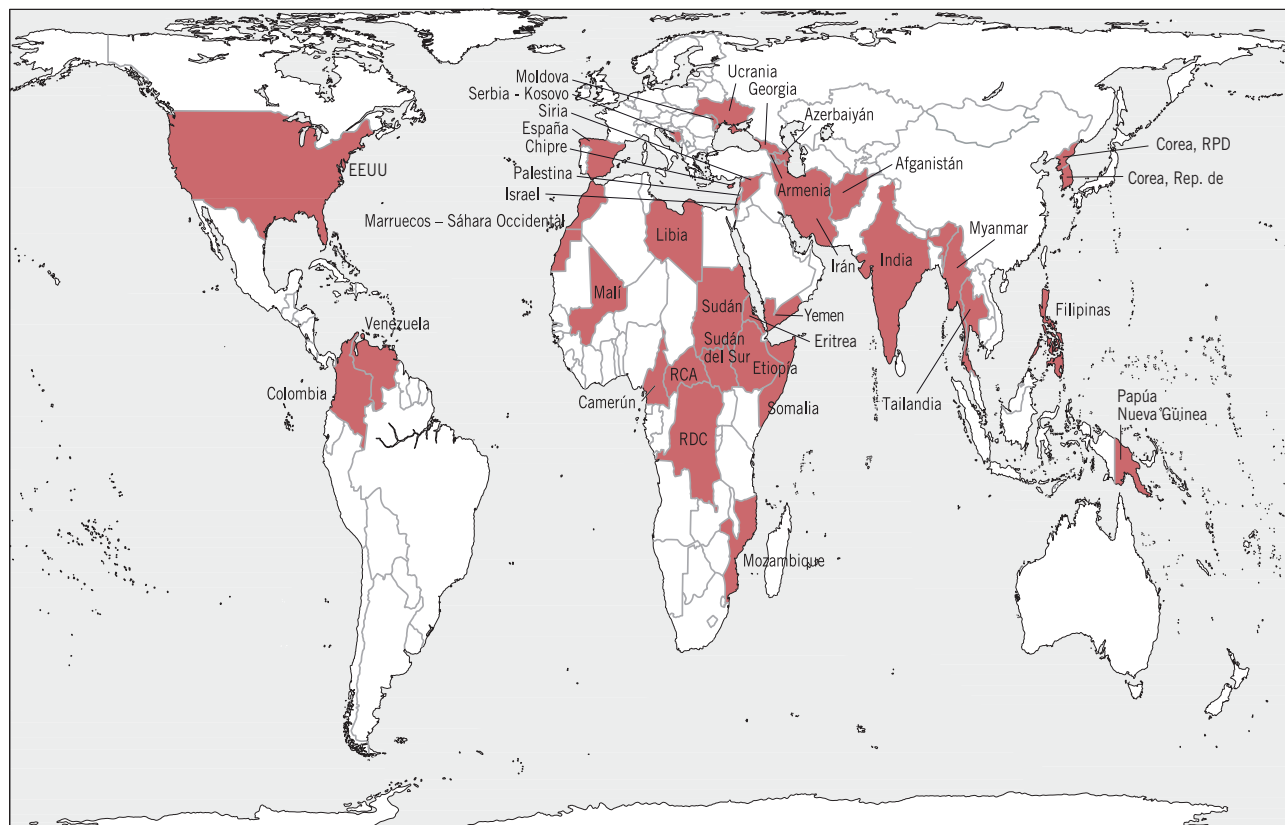 Moldova
Serbia - Kosovo
Siria
España
Chipre
Palestina
Israel
Marruecos – Sáhara Occidental
Ucrania
Georgia
Azerbaiyán
Afganistán
Armenia
Corea, RPD
Corea, Rep. de
EEUU
Libia
Irán
India
Myanmar
Malí
Sudán
Yemen
Filipinas
Venezuela
Eritrea
Sudán
del Sur
Etiopía
Colombia
RCA
Camerún
Somalia
Tailandia
Papúa
Nueva Guinea
RDC
Mozambique